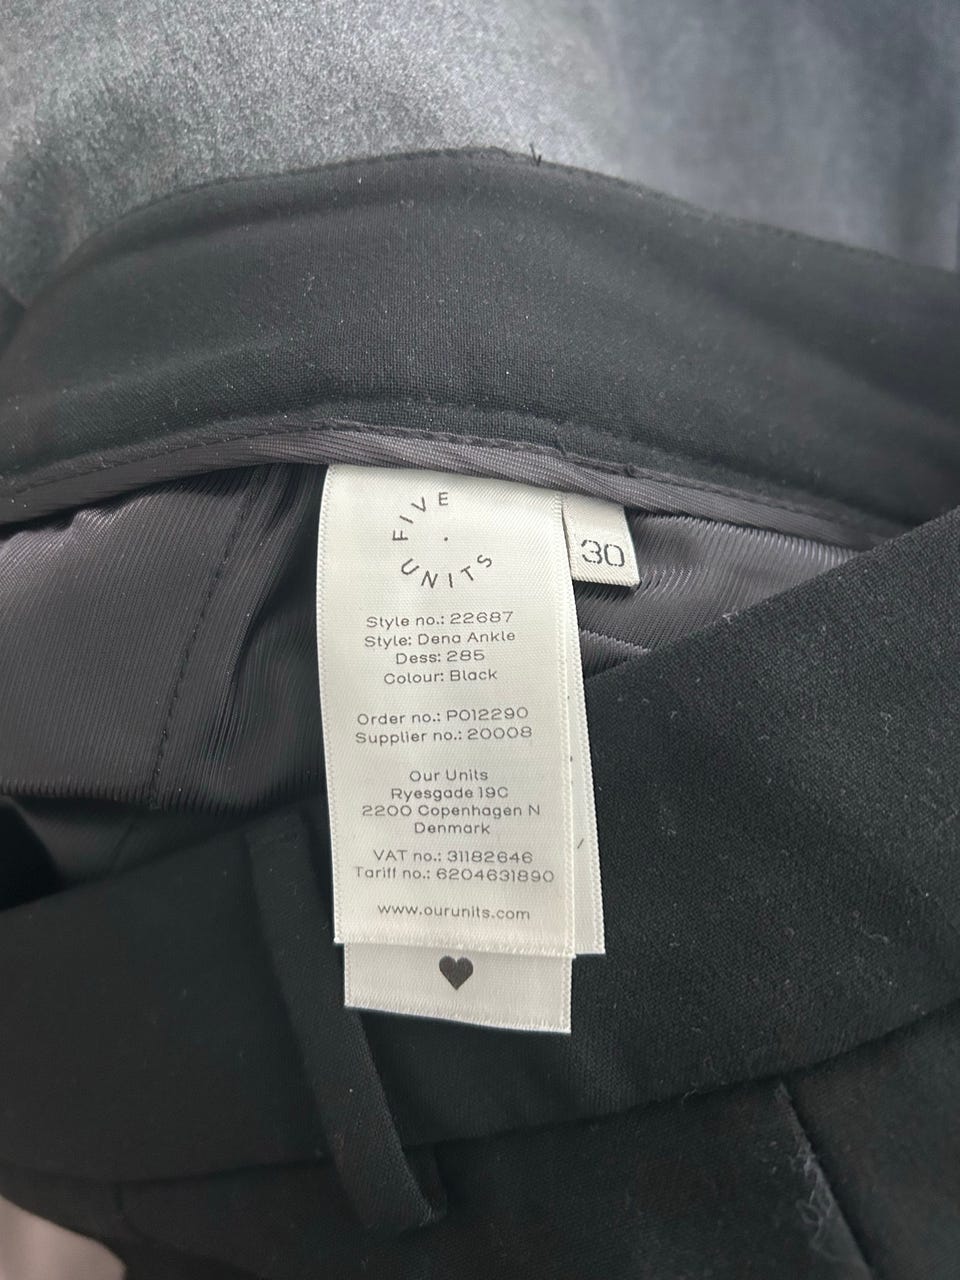 FIVE
UNITS
30
Style no.: 22687
Style: Dena Ankle
Dess: 285
Colour: Black
Order no.: PO12290
Supplier no.: 20008
Our Units
Ryesgade 19C
2200 Copenhagen N
Denmark
VAT no.: 31182646
Tariff no.: 6204631890
www.ourunits.com